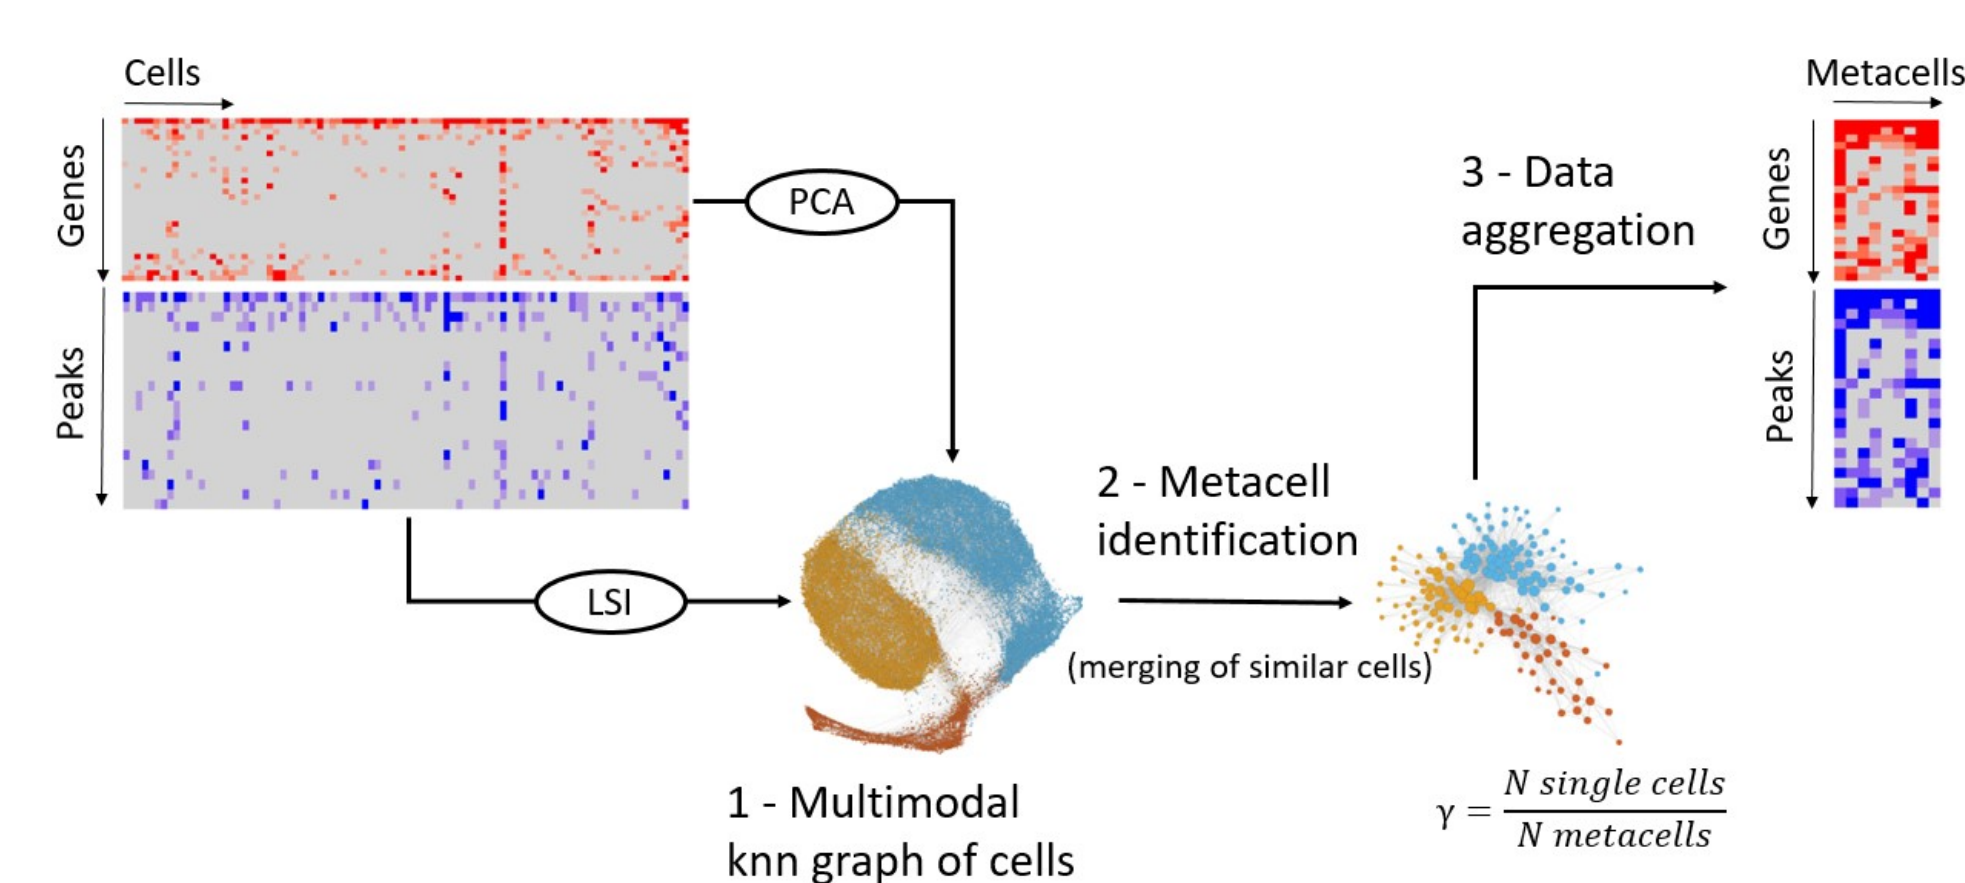 Cells
Genes
Peaks
PCA
LSI
1 - Multimodal
knn graph of cells
2 - Metacell
identification
(merging of similar cells)
3 - Data
aggregation
γ = N single cells / N metacells
Metacells
Genes
Peaks